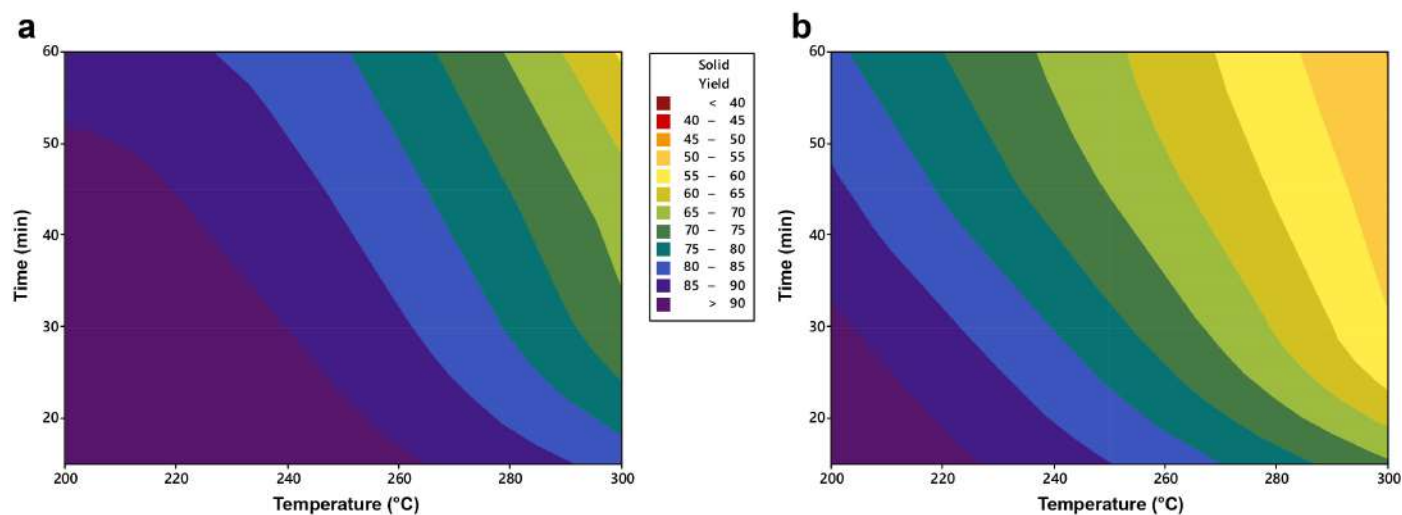 a
60
50
40
30
20
Time (min)
200
220
240
260
280
300
Temperature (°C)
Solid
Yield
< 40
40 – 45
45 – 50
50 – 55
55 – 60
60 – 65
65 – 70
70 – 75
75 – 80
80 – 85
85 – 90
> 90
b
60
50
40
30
20
Time (min)
200
220
240
260
280
300
Temperature (°C)